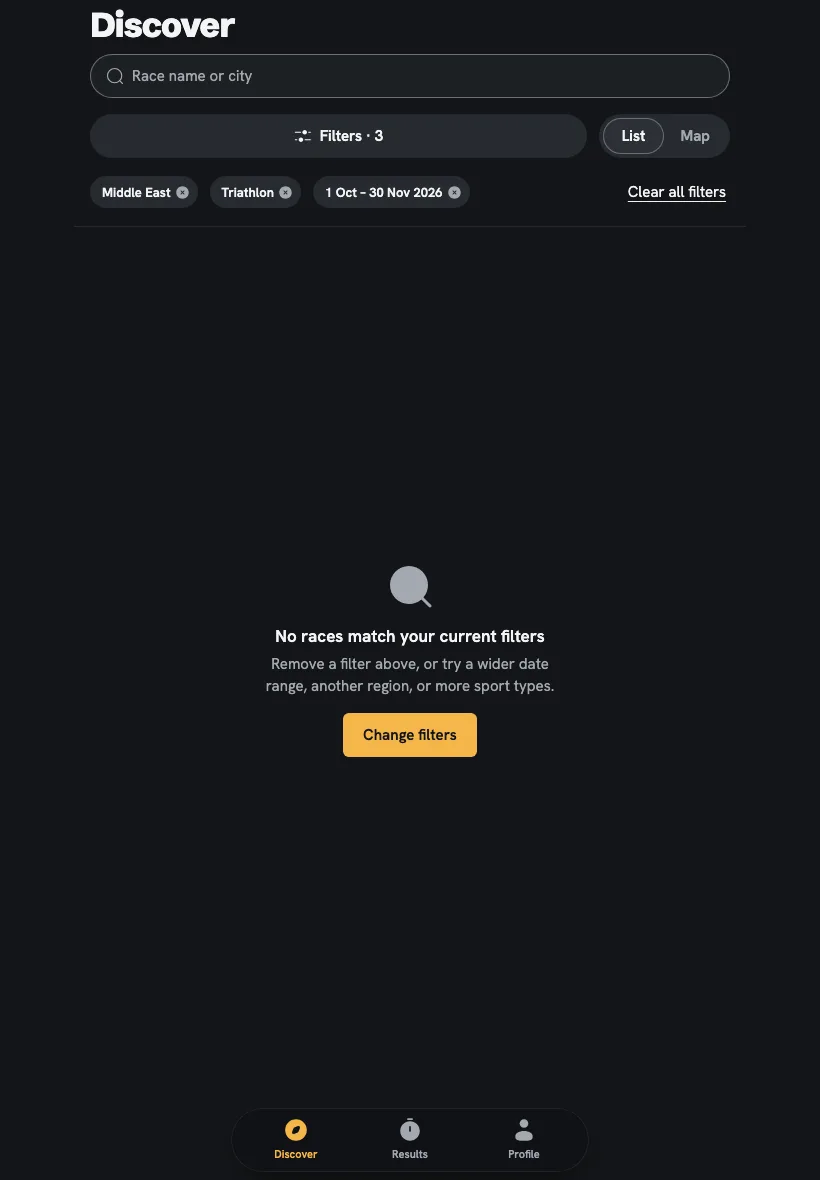 Discover
Race name or city
Filters · 3
List
Map
Middle East
Triathlon
1 Oct – 30 Nov 2026
Clear all filters
No races match your current filters
Remove a filter above, or try a wider date
range, another region, or more sport types.
Change filters
Discover
Results
Profile